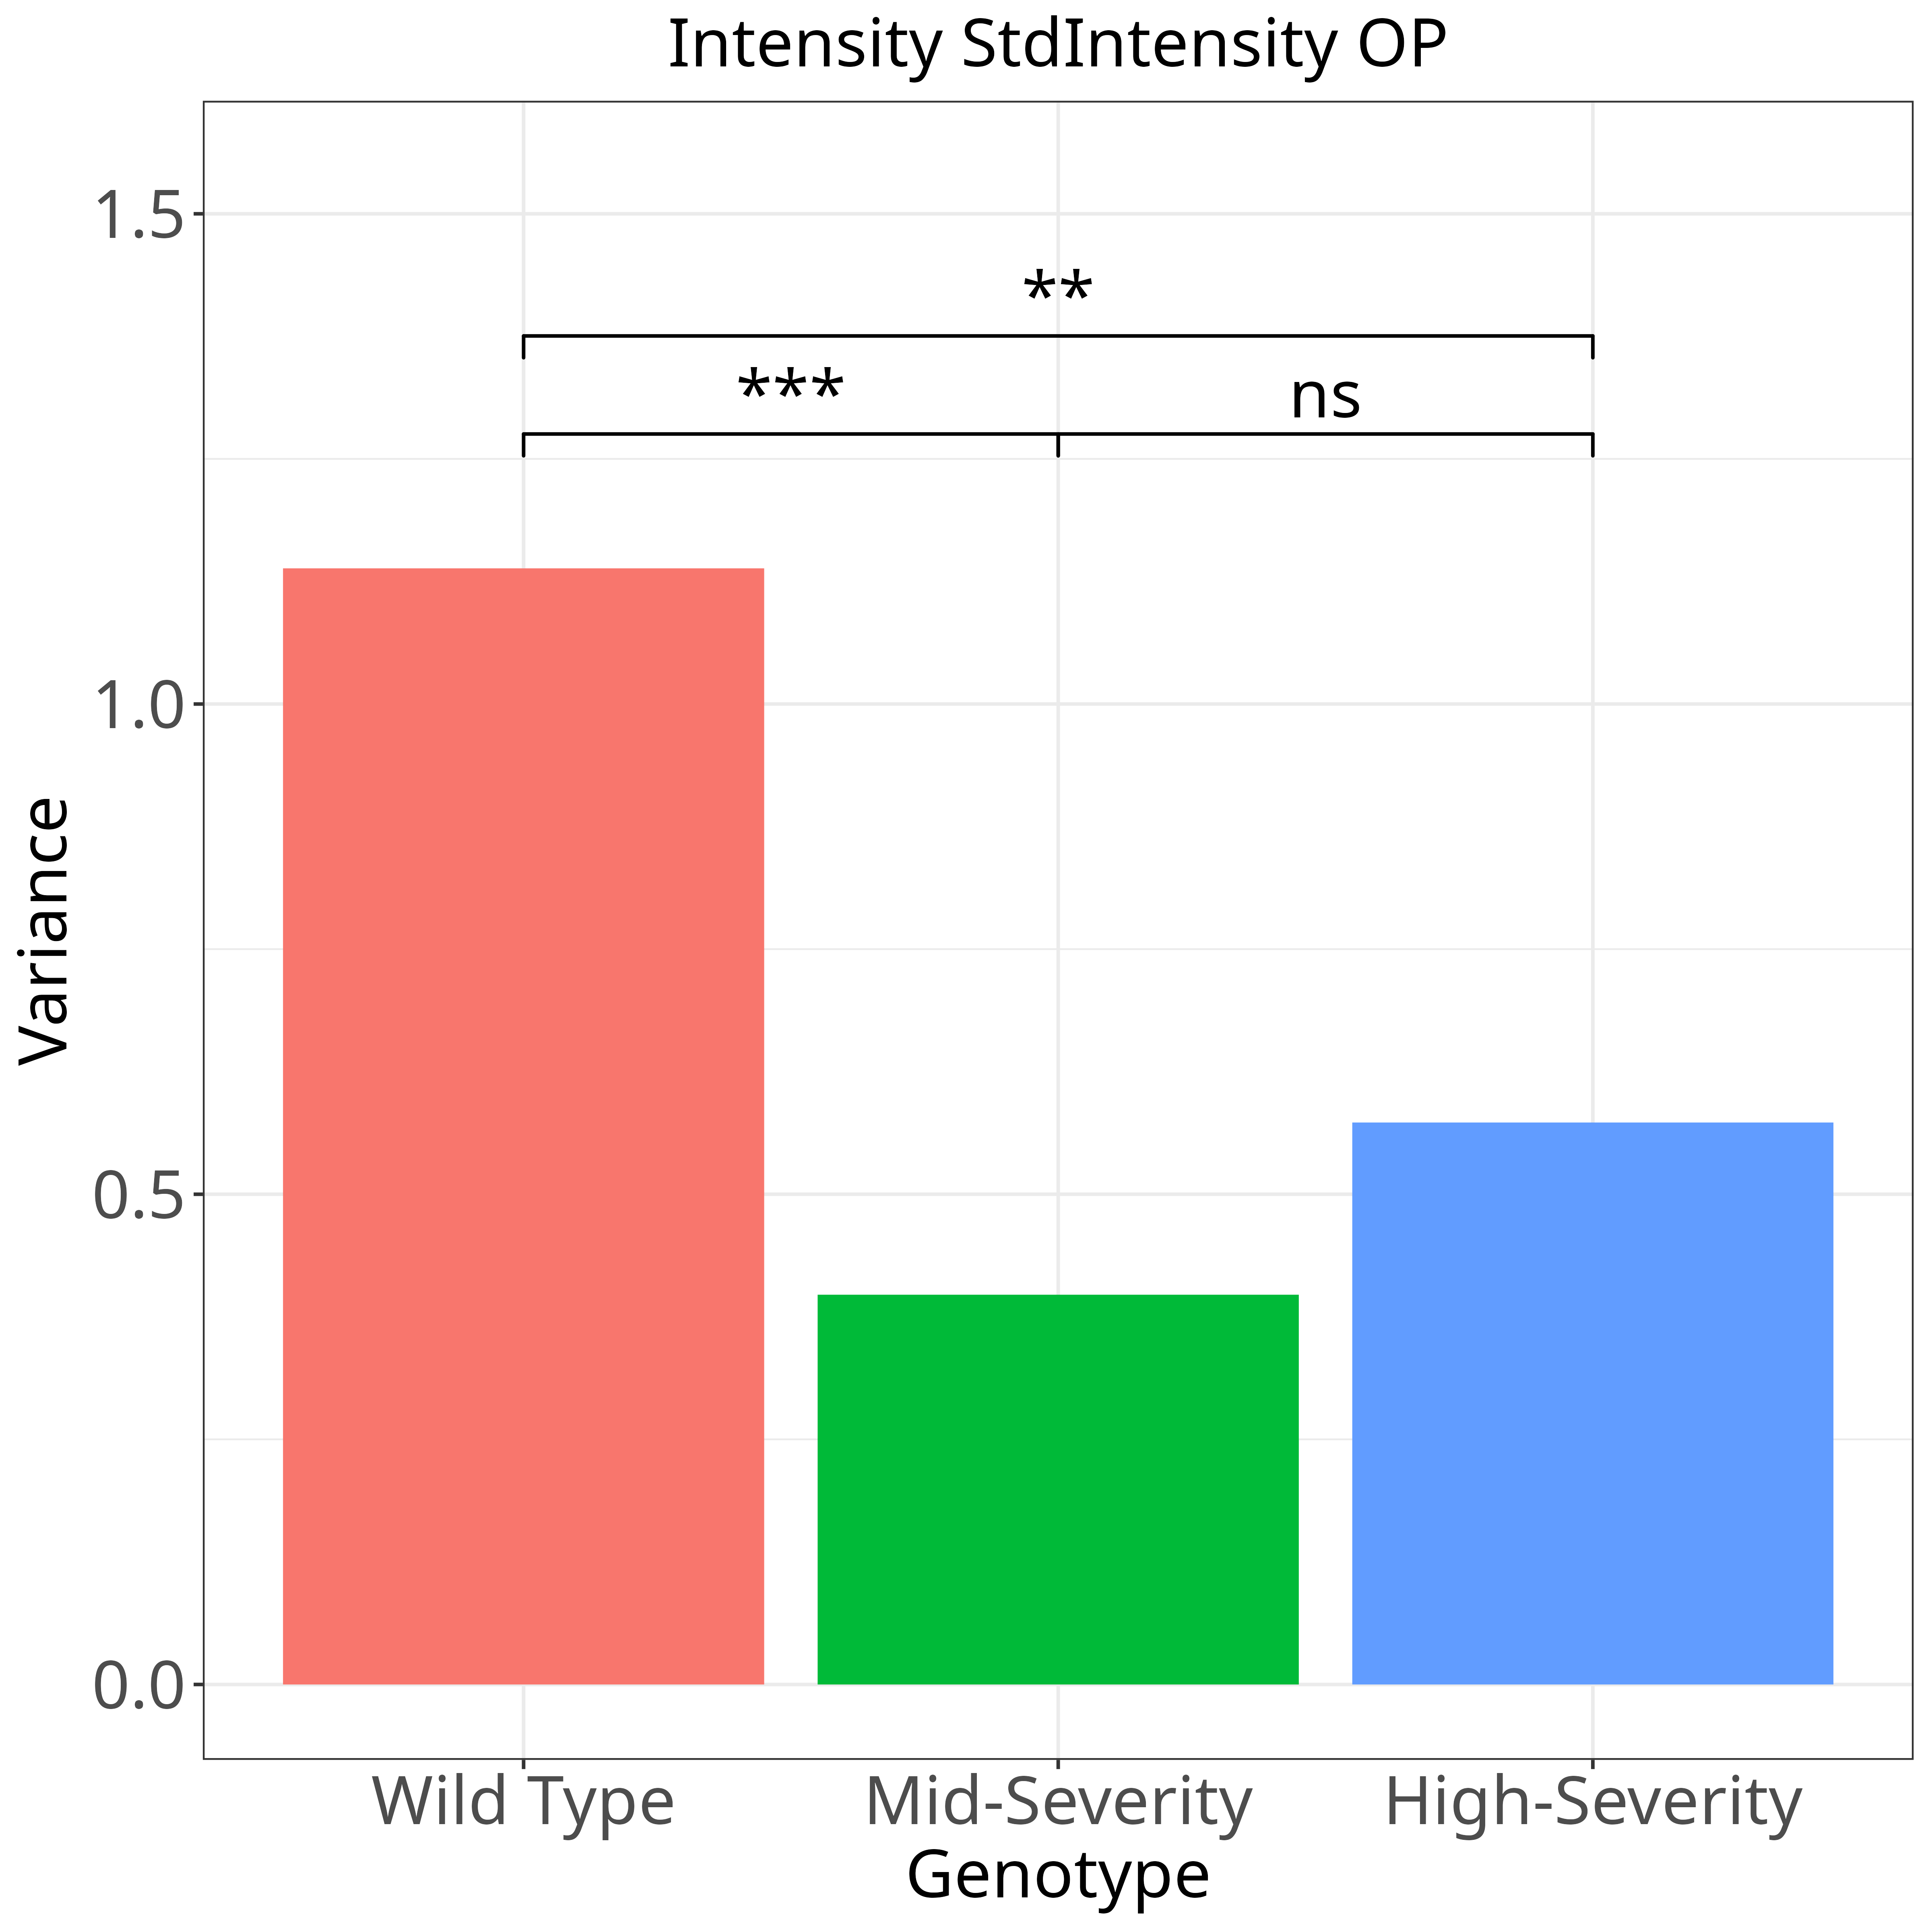 Intensity StdIntensity OP
1.5
**
***
ns
1.0
Variance
0.5
0.0
Wild Type
Mid-Severity
High-Severity
Genotype